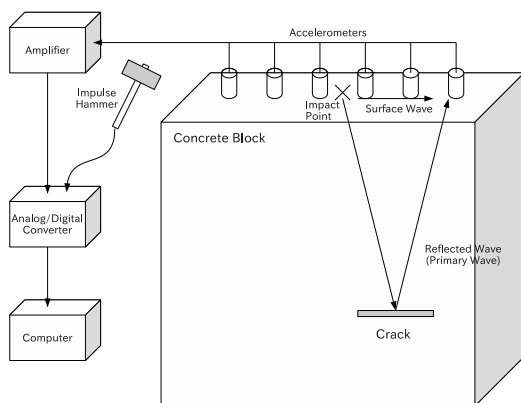 Accelerometers
Amplifier
Impulse
Hammer
Impact
Point
Surface Wave
Concrete Block
Analog/Digital
Converter
Reflected Wave
(Primary Wave)
Computer
Crack